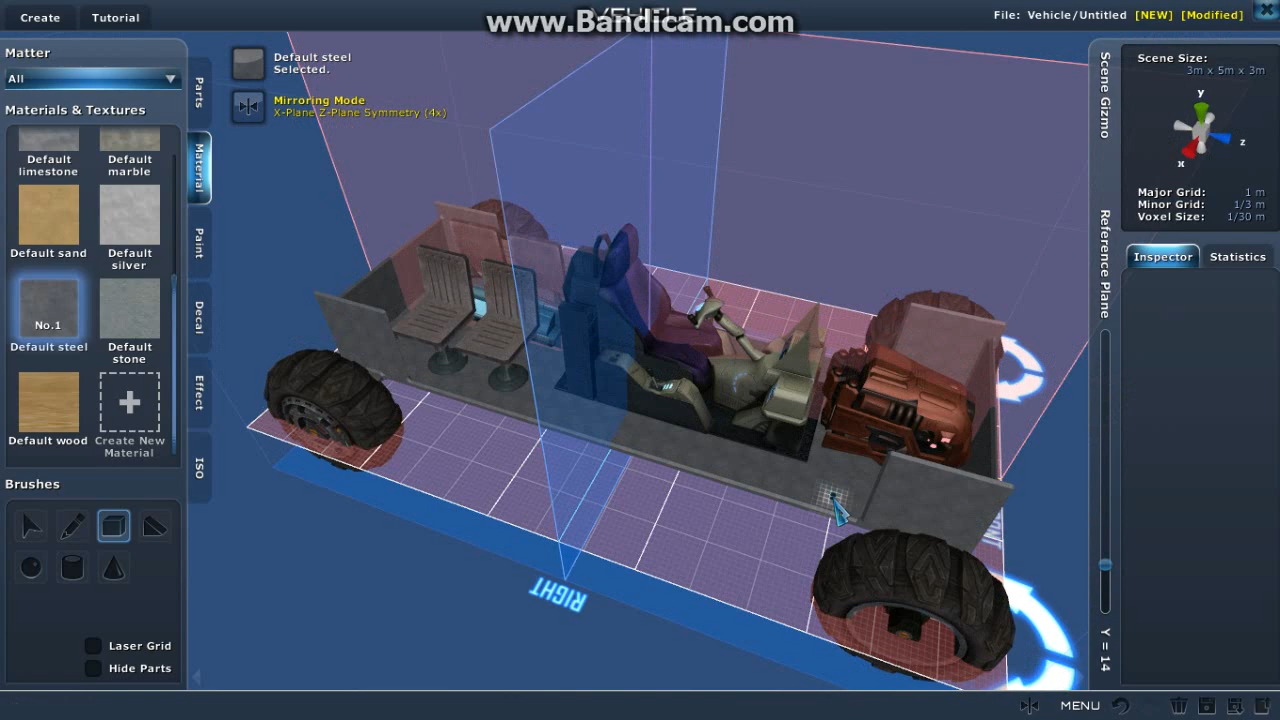 Create
Tutorial
www.Bandicam.com
File: Vehicle/Untitled [NEW] [Modified]
Matter
All
Materials & Textures
Default limestone
Default marble
Default sand
Default silver
No.1
Default steel
Default stone
Default wood
Create New Material
Brushes
Laser Grid
Hide Parts
Parts
Material
Paint
Decal
Effect
ISO
Default steel
Selected.
Mirroring Mode
X-Plane Z-Plane Symmetry (4x)
RIGHT
Scene Gizmo
Reference Plane
Y = 14
Scene Size:
3m x 5m x 3m
y
z
x
Major Grid: 1 m
Minor Grid: 1/3 m
Voxel Size: 1/30 m
Inspector
Statistics
MENU